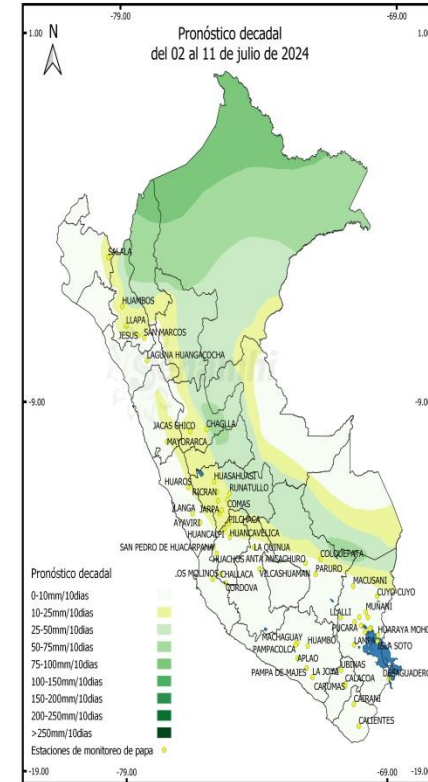 -79.00
-69.00
1.00
1.00
N
Pronóstico decadal
del 02 al 11 de julio de 2024
SALALA
HUAMBOS
LLAPA
JESUS
SAN MARCOS
LAGUNA HUANGACOCHA
-9.00
-9.00
JACAS CHICO
CHAGLLA
MAYORARCA
HUASAHUASI
HUAROS
RICRAN
RUNATULLO
COMAS
ILANGA
JARPA
AYAVIRI
PILCHACA
HUANCALPI
HUANCAVELICA
SAN PEDRO DE HUACARPANA
LA QUINUA
HUACHOS
ANTA ANSACHURO
COLQUEPATA
LOS MOLINOS
CHALLACA
VILCASHUAMAN
PARURO
CORDOVA
MACUSANI
CUYO CUYO
LLALLI
MUÑANI
PUCARA
HUARAYA MOHO
MACHAGUAY
HUAMBO
LAMPA
ISLA SOTO
PAMPACOLCA
APLAO
UBINAS
DESAGUADERO
PAMPA DE MAJES
LA JOYA
CALACOA
CARUMAS
CAIRANI
CALIENTES
Pronóstico decadal
0-10mm/10dias
10-25mm/10dias
25-50mm/10dias
50-75mm/10dias
75-100mm/10dias
100-150mm/10dias
150-200mm/10dias
200-250mm/10dias
>250mm/10dias
Estaciones de monitoreo de papa
-19.00
-19.00
-79.00
-69.00